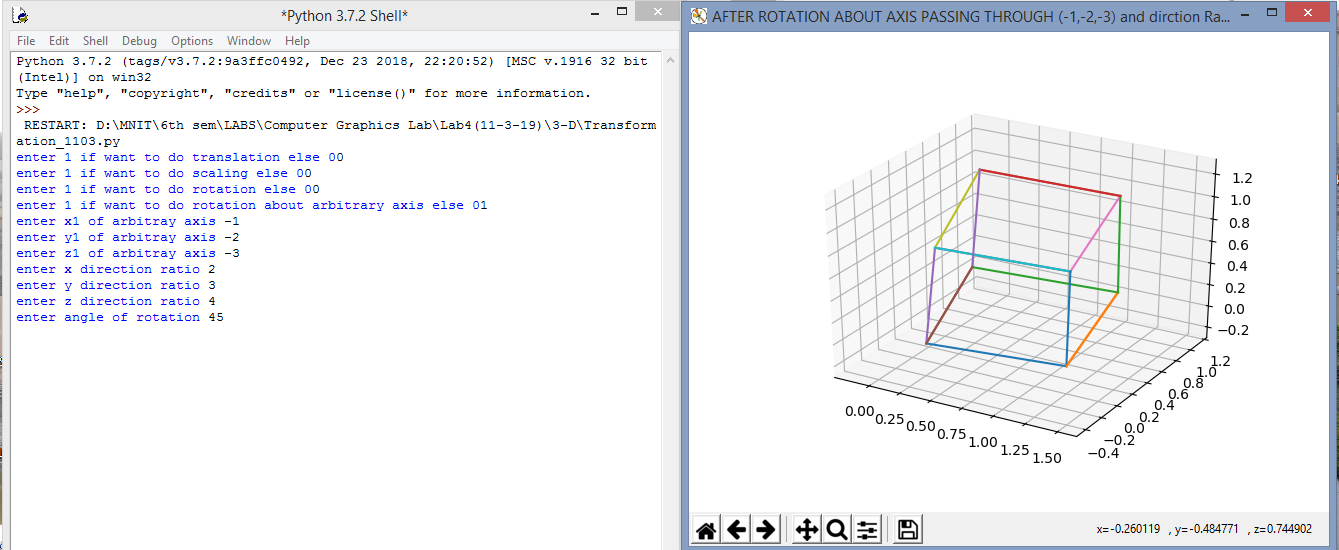 *Python 3.7.2 Shell*
File Edit Shell Debug Options Window Help
Python 3.7.2 (tags/v3.7.2:9a3ffc0492, Dec 23 2018, 22:20:52) [MSC v.1916 32 bit
(Intel)] on win32
Type "help", "copyright", "credits" or "license()" for more information.
>>>
RESTART: D:\MNIT\6th sem\LABS\Computer Graphics Lab\Lab4(11-3-19)\3-D\Transform
ation_1103.py
enter 1 if want to do translation else 00
enter 1 if want to do scaling else 00
enter 1 if want to do rotation else 00
enter 1 if want to do rotation about arbitrary axis else 01
enter x1 of arbitray axis -1
enter y1 of arbitray axis -2
enter z1 of arbitray axis -3
enter x direction ratio 2
enter y direction ratio 3
enter z direction ratio 4
enter angle of rotation 45
AFTER ROTATION ABOUT AXIS PASSING THROUGH (-1,-2,-3) and dirction Ra...
1.2
1.0
0.8
0.6
0.4
0.2
0.0
−0.2
1.2
1.0
0.8
0.6
0.4
0.2
0.0
−0.2
−0.4
0.00
0.25
0.50
0.75
1.00
1.25
1.50
x=-0.260119 , y=-0.484771 , z=0.744902